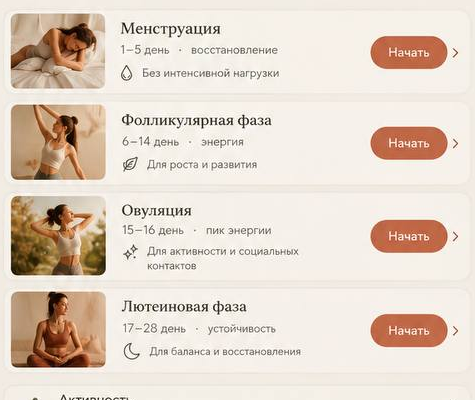 Менструация
1–5 день · восстановление
Без интенсивной нагрузки
Начать
Фолликулярная фаза
6–14 день · энергия
Для роста и развития
Начать
Овуляция
15–16 день · пик энергии
Для активности и социальных
контактов
Начать
Лютеиновая фаза
17–28 день · устойчивость
Для баланса и восстановления
Начать
Активность